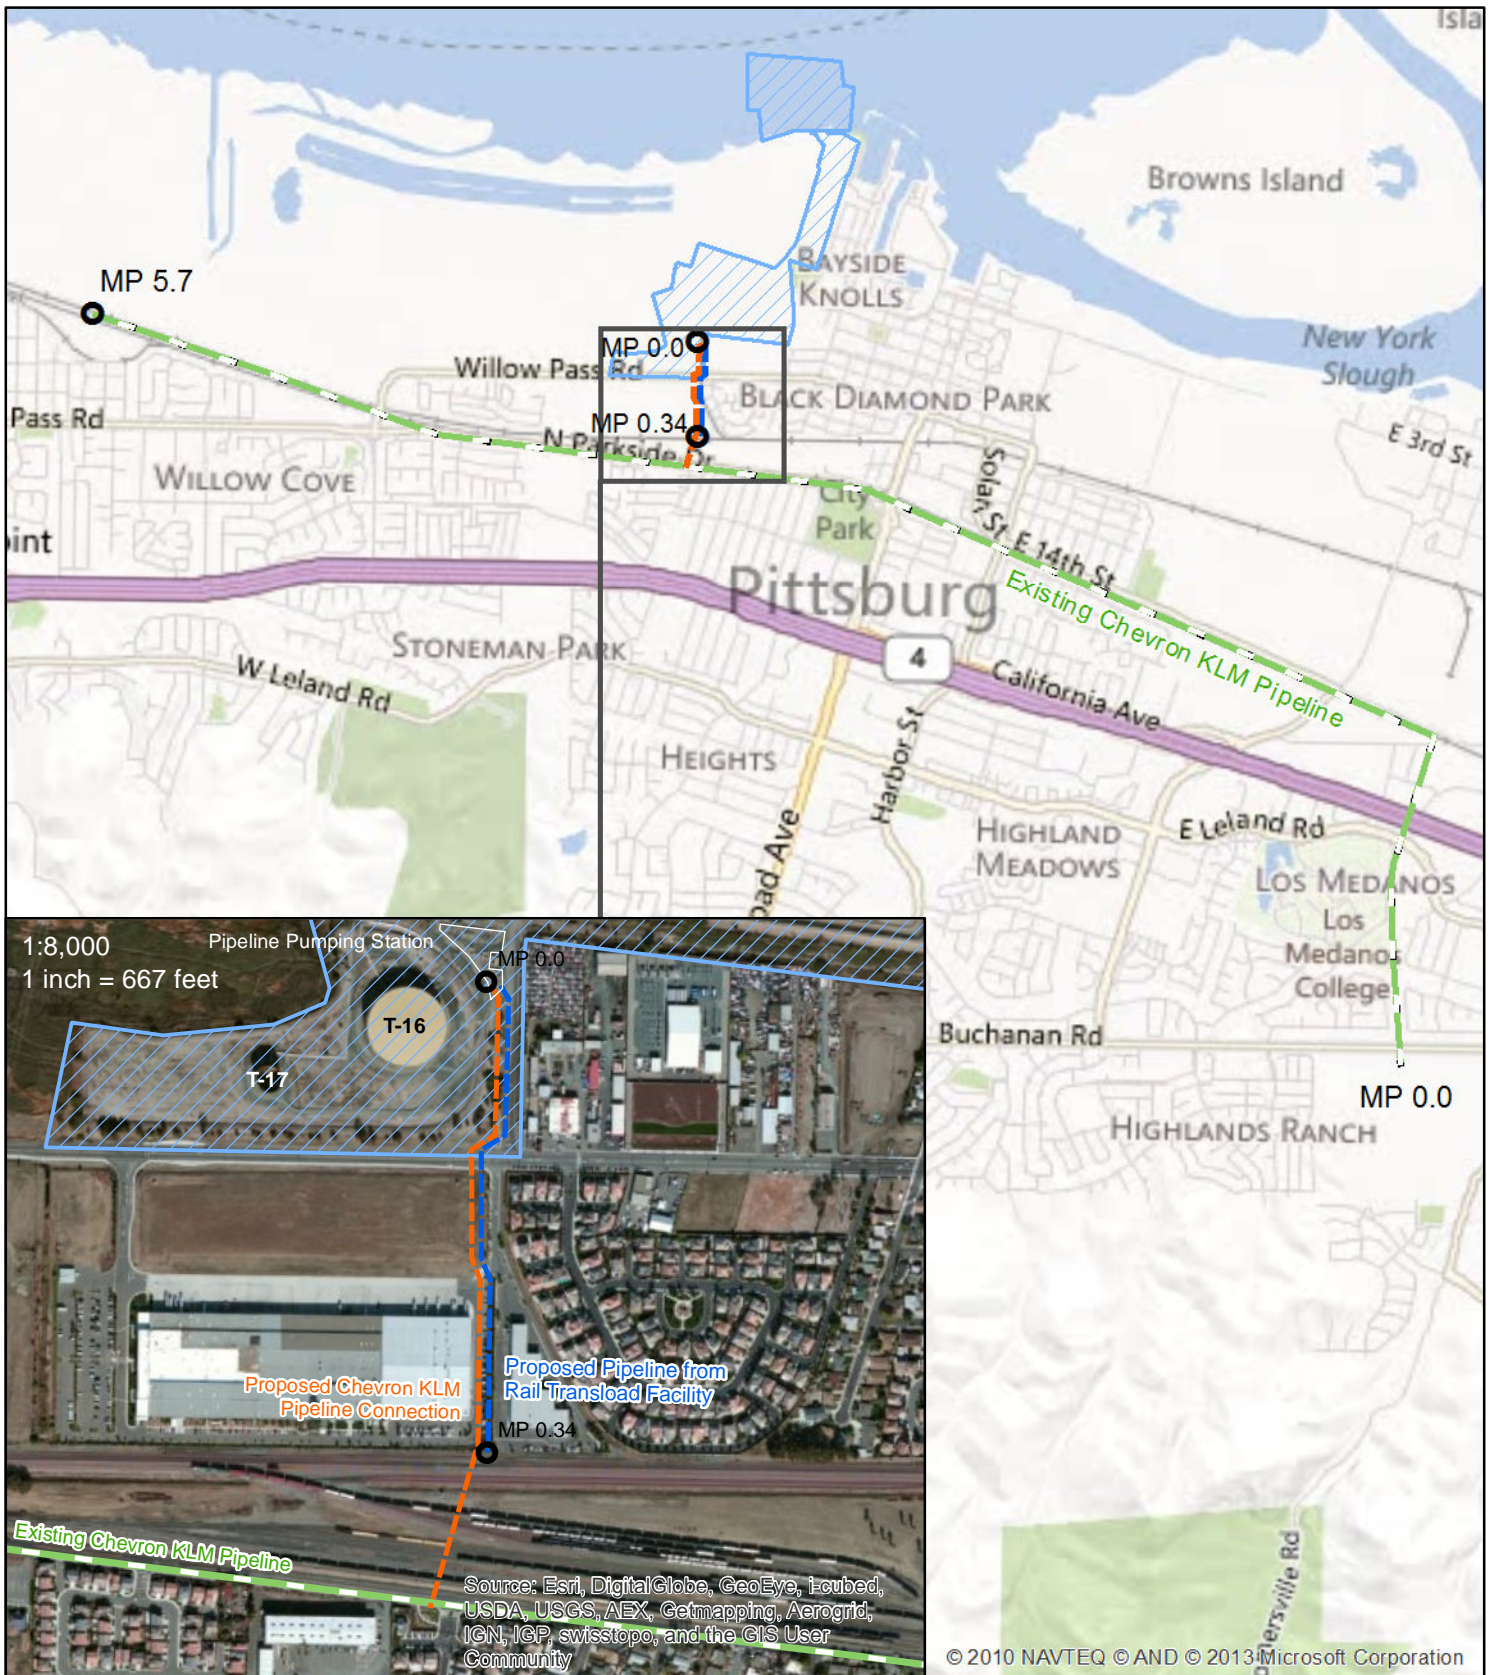 Isla
Browns Island
BAYSIDE
KNOLLS
MP 5.7
New York
Slough
MP 0.0
Willow Pass Rd
BLACK DIAMOND PARK
Pass Rd
MP 0.34
N Parkside Dr
E 3rd St
WILLOW COVE
City
Park
Solari St
E 14th St
oint
Pittsburg
Existing Chevron KLM Pipeline
STONEMAN PARK
4
W Leland Rd
California Ave
HEIGHTS
Harbor St
oad Ave
HIGHLAND
MEADOWS
E Leland Rd
LOS MEDANOS
Los
Medanos
College
Buchanan Rd
MP 0.0
HIGHLANDS RANCH
mersville Rd
1:8,000
1 inch = 667 feet
Pipeline Pumping Station
MP 0.0
T-16
T-17
Proposed Pipeline from
Rail Transload Facility
Proposed Chevron KLM
Pipeline Connection
MP 0.34
Existing Chevron KLM Pipeline
Source: Esri, DigitalGlobe, GeoEye, i-cubed,
USDA, USGS, AEX, Getmapping, Aerogrid,
IGN, IGP, swisstopo, and the GIS User
Community
© 2010 NAVTEQ © AND © 2013 Microsoft Corporation